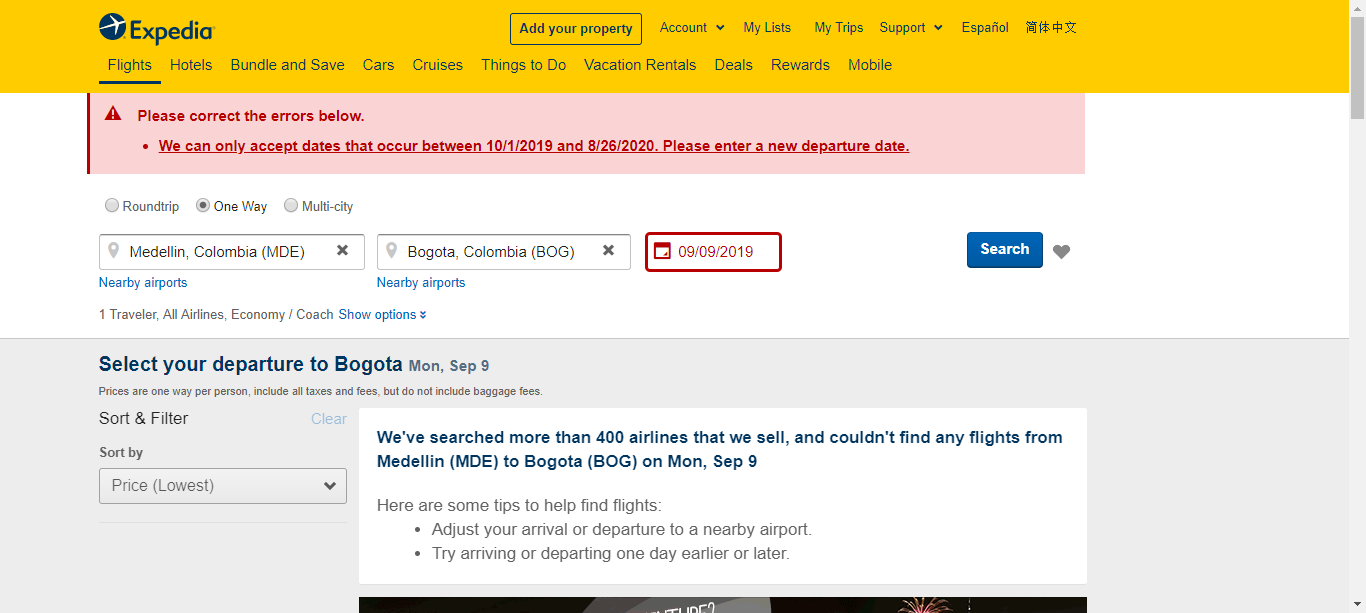 Expedia
Add your property
Account
My Lists
My Trips
Support
Español
简体中文
Flights
Hotels
Bundle and Save
Cars
Cruises
Things to Do
Vacation Rentals
Deals
Rewards
Mobile
Please correct the errors below.
We can only accept dates that occur between 10/1/2019 and 8/26/2020. Please enter a new departure date.
Roundtrip
One Way
Multi-city
Medellin, Colombia (MDE)
Bogota, Colombia (BOG)
09/09/2019
Search
Nearby airports
Nearby airports
1 Traveler, All Airlines, Economy / Coach Show options
Select your departure to Bogota Mon, Sep 9
Prices are one way per person, include all taxes and fees, but do not include baggage fees.
Sort & Filter
Clear
Sort by
Price (Lowest)
We've searched more than 400 airlines that we sell, and couldn't find any flights from
Medellin (MDE) to Bogota (BOG) on Mon, Sep 9
Here are some tips to help find flights:
Adjust your arrival or departure to a nearby airport.
Try arriving or departing one day earlier or later.